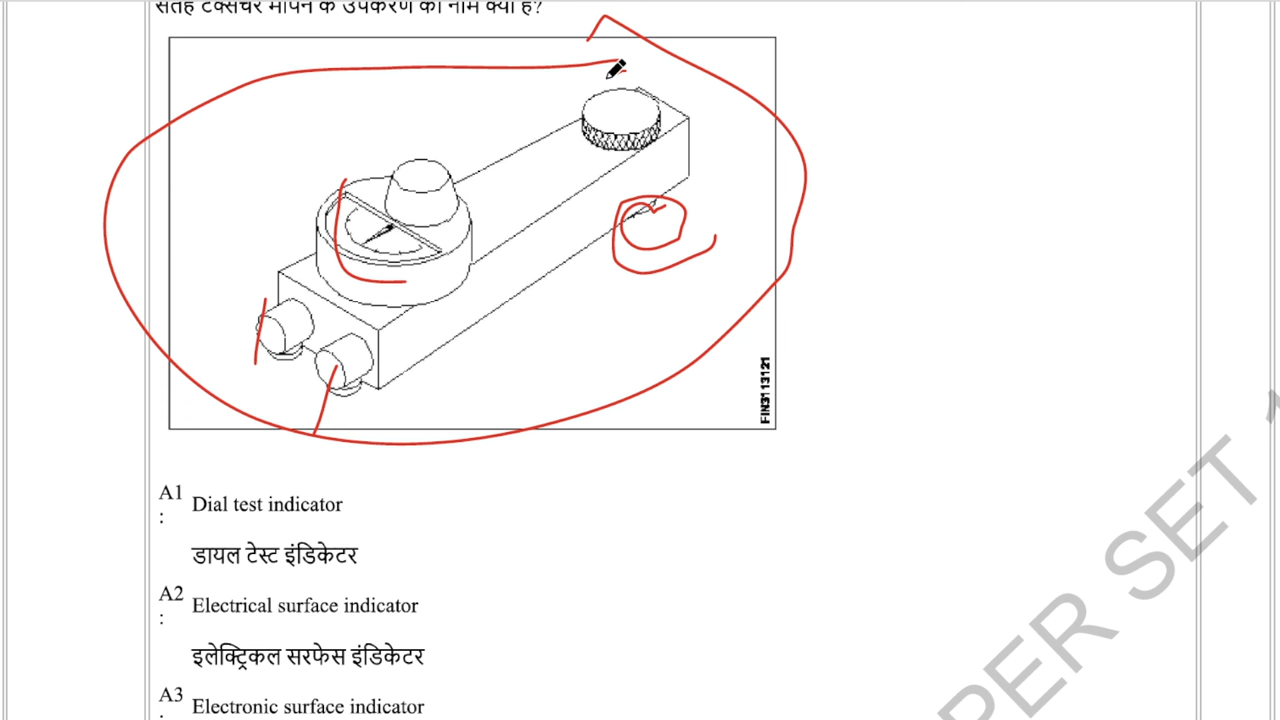 सतह टेक्सचर मापने के उपकरण का नाम क्या है?
FIN3113121
A1
:
Dial test indicator
डायल टेस्ट इंडिकेटर
A2
:
Electrical surface indicator
इलेक्ट्रिकल सरफेस इंडिकेटर
A3
:
Electronic surface indicator
PER SET